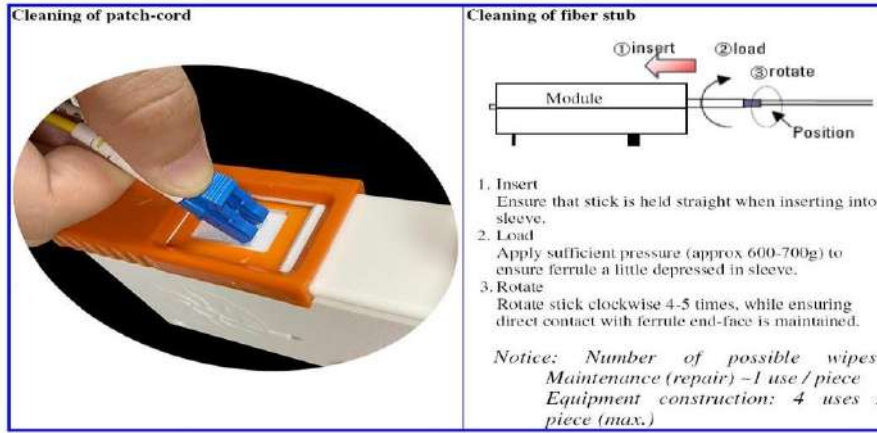 Cleaning of patch-cord
Cleaning of fiber stub
①insert
②load
③rotate
Module
Position
1. Insert
Ensure that stick is held straight when inserting into
sleeve.
2. Load
Apply sufficient pressure (approx 600-700g) to
ensure ferrule a little depressed in sleeve.
3. Rotate
Rotate stick clockwise 4-5 times, while ensuring
direct contact with ferrule end-face is maintained.
Notice: Number of possible wipes
Maintenance (repair) ~1 use / piece
Equipment construction: 4 uses
piece (max.)